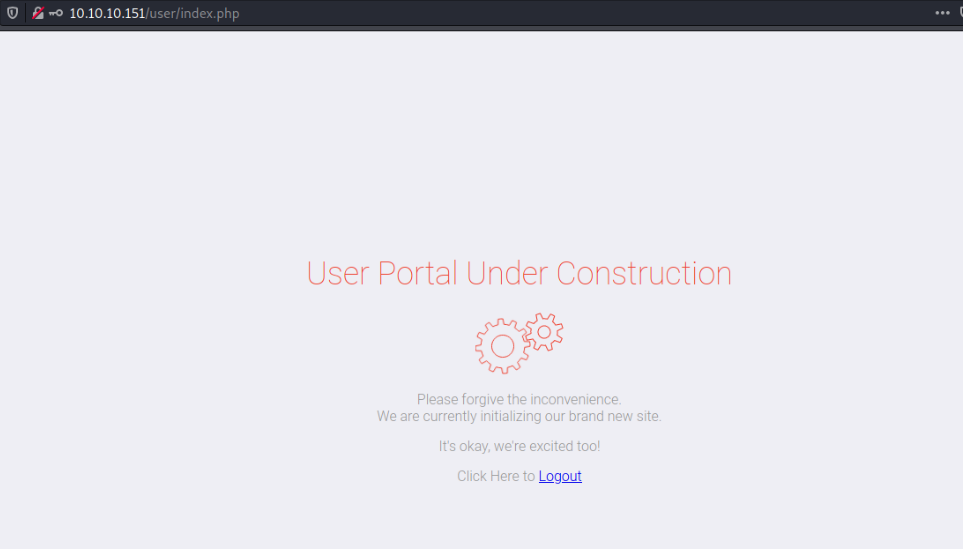 10.10.10.151/user/index.php
User Portal Under Construction
Please forgive the inconvenience.
We are currently initializing our brand new site.
It's okay, we're excited too!
Click Here to Logout